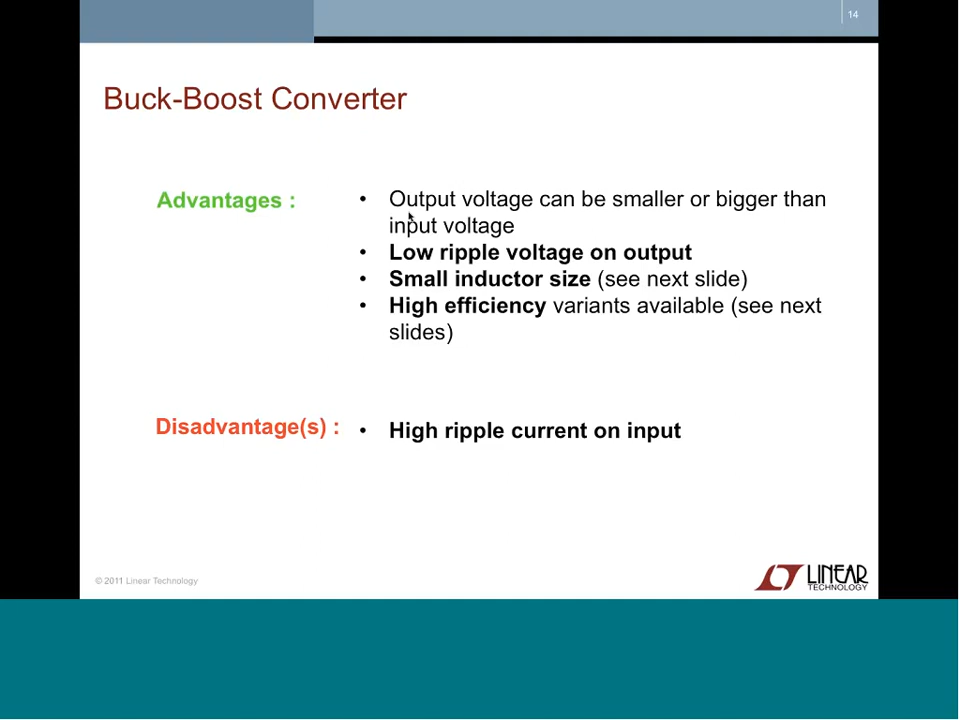 14
Buck-Boost Converter
Advantages :
• Output voltage can be smaller or bigger than
input voltage
• Low ripple voltage on output
• Small inductor size (see next slide)
• High efficiency variants available (see next
slides)
Disadvantage(s) :
• High ripple current on input
© 2011 Linear Technology
LINEAR
TECHNOLOGY